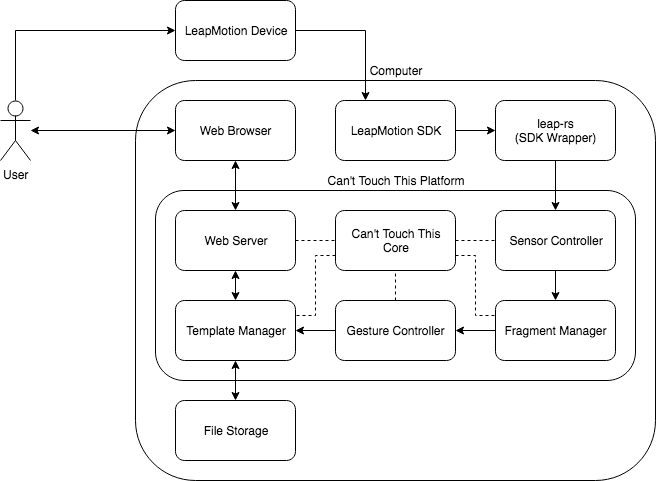 LeapMotion Device
Computer
Web Browser
LeapMotion SDK
leap-rs
(SDK Wrapper)
User
Can't Touch This Platform
Web Server
Can't Touch This
Core
Sensor Controller
Template Manager
Gesture Controller
Fragment Manager
File Storage